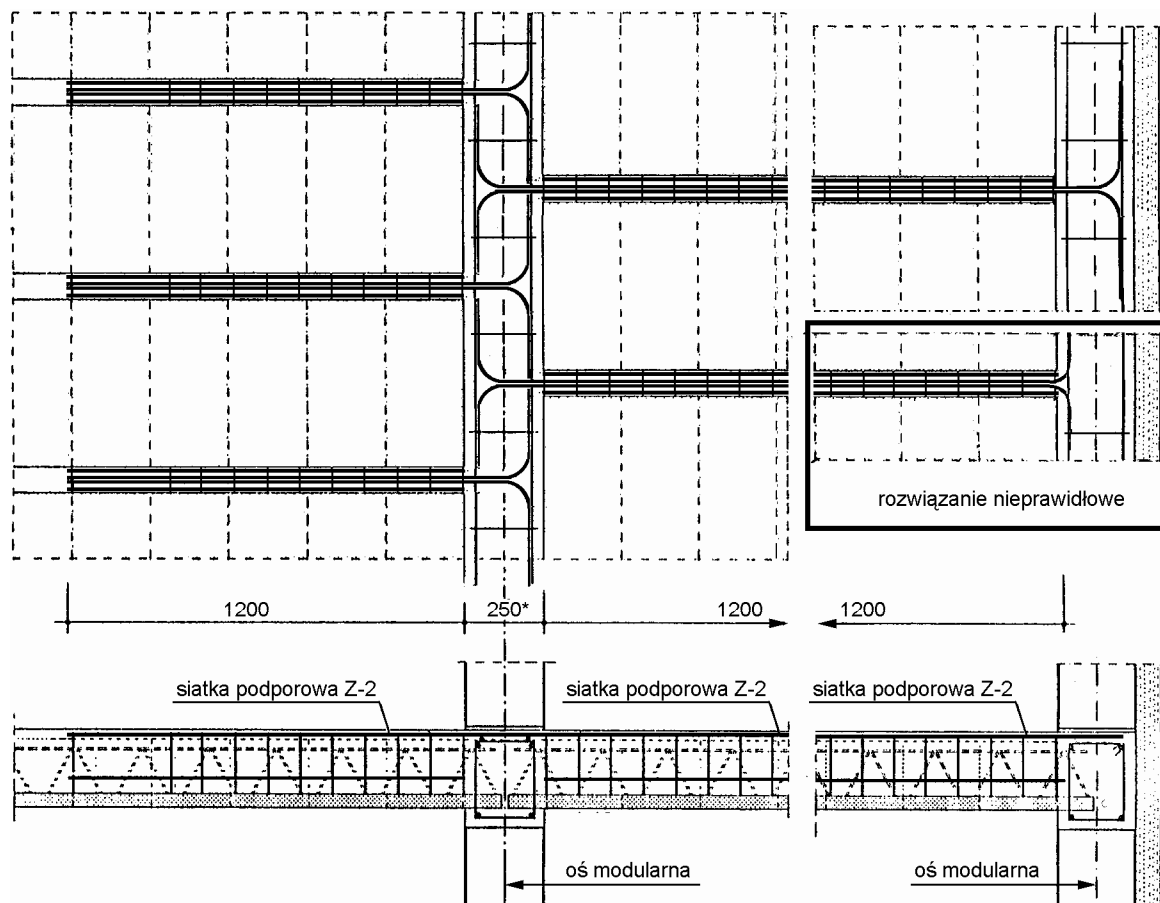 rozwiązanie nieprawidłowe
1200
250*
1200
1200
siatka podporowa Z-2
siatka podporowa Z-2
siatka podporowa Z-2
oś modularna
oś modularna